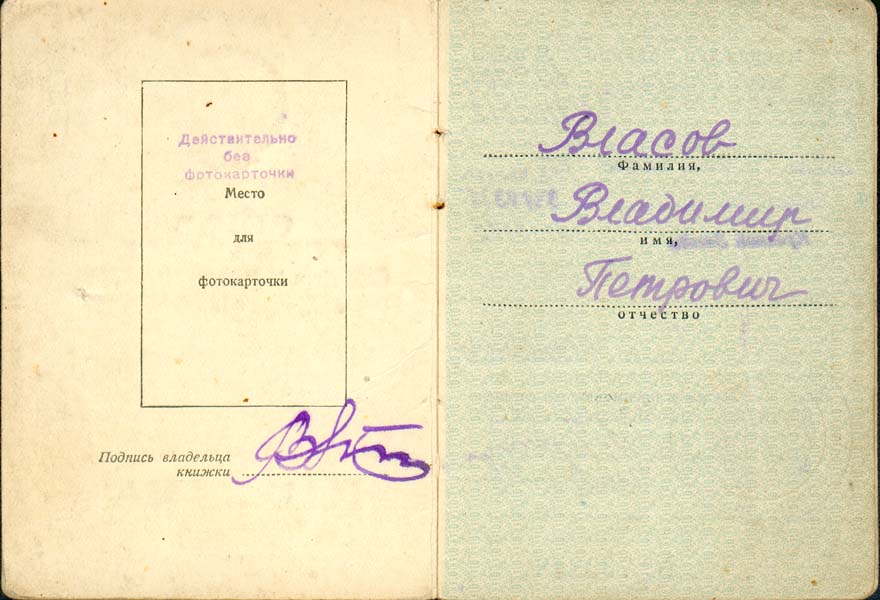 Действительно
без
фотокарточки
Место
для
фотокарточки
Подпись владельца
книжки
Власов
Фамилия,
Владимир
имя,
Петрович
отчество